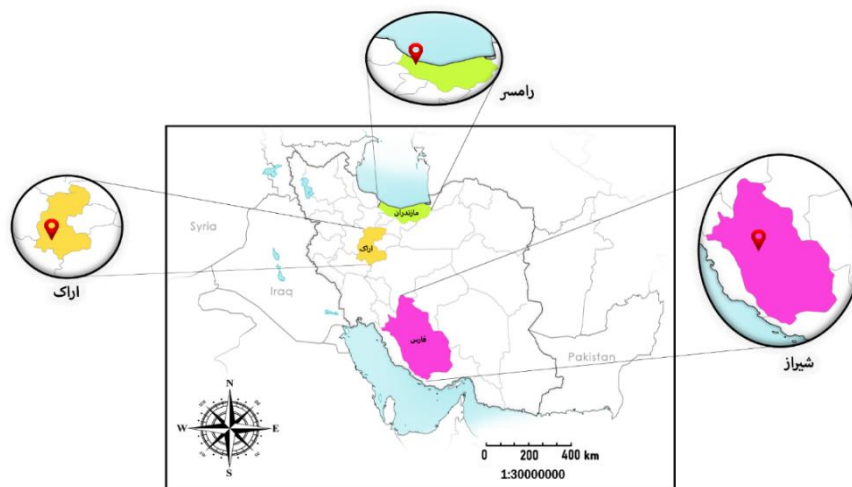 رامسر
مازندران
Syria
اراک
اراک
Iraq
فارس
Pakistan
شیراز
N
W
E
S
0 200 400 km
1:30000000